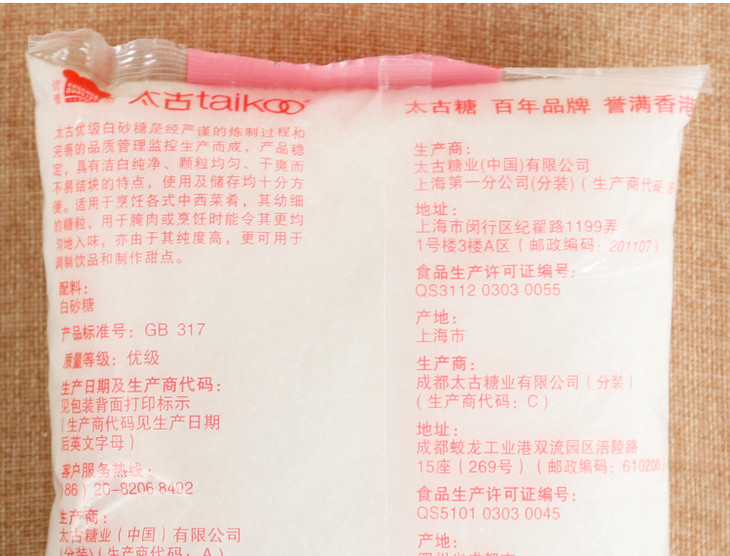 太古taikoo
太古优级白砂糖是经严谨的炼制过程和
完善的品质管理监控生产而成，产品稳
定，具有洁白纯净、颗粒均匀、干爽而
不易结块的特点，使用及储存均十分方
便。适用于烹饪各式中西菜肴，其幼细
的糖粒，用于腌肉或烹饪时能令其更均
匀地入味，亦由于其纯度高，更可用于
调制饮品和制作甜点。
配料：
白砂糖
产品标准号：GB 317
质量等级：优级
生产日期及生产商代码：
见包装背面打印标示
（生产商代码见生产日期
后英文字母）
客户服务热线：
(86) 20-8206 8492
生产商：
太古糖业（中国）有限公司
(分装)（生产商代码：A）
太古糖 百年品牌 誉满香港
生产商：
太古糖业(中国)有限公司
上海第一分公司(分装)（生产商代码：
地址：
上海市闵行区纪翟路1199弄
1号楼3楼A区（邮政编码：201107）
食品生产许可证编号：
QS3112 0303 0055
产地：
上海市
生产商：
成都太古糖业有限公司（分装）
（生产商代码：C）
地址：
成都蛟龙工业港双流园区涪陵路
15座（269号）（邮政编码：610200
食品生产许可证编号：
QS5101 0303 0045
产地：
四川省成都市